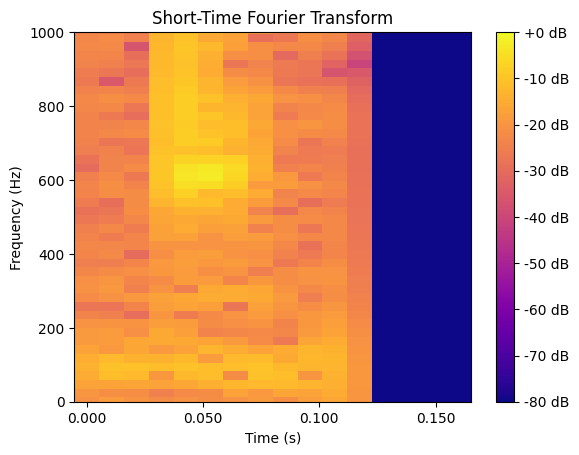 Short-Time Fourier Transform
1000
800
600
400
200
0
Frequency (Hz)
0.000
0.050
0.100
0.150
Time (s)
+0 dB
-10 dB
-20 dB
-30 dB
-40 dB
-50 dB
-60 dB
-70 dB
-80 dB